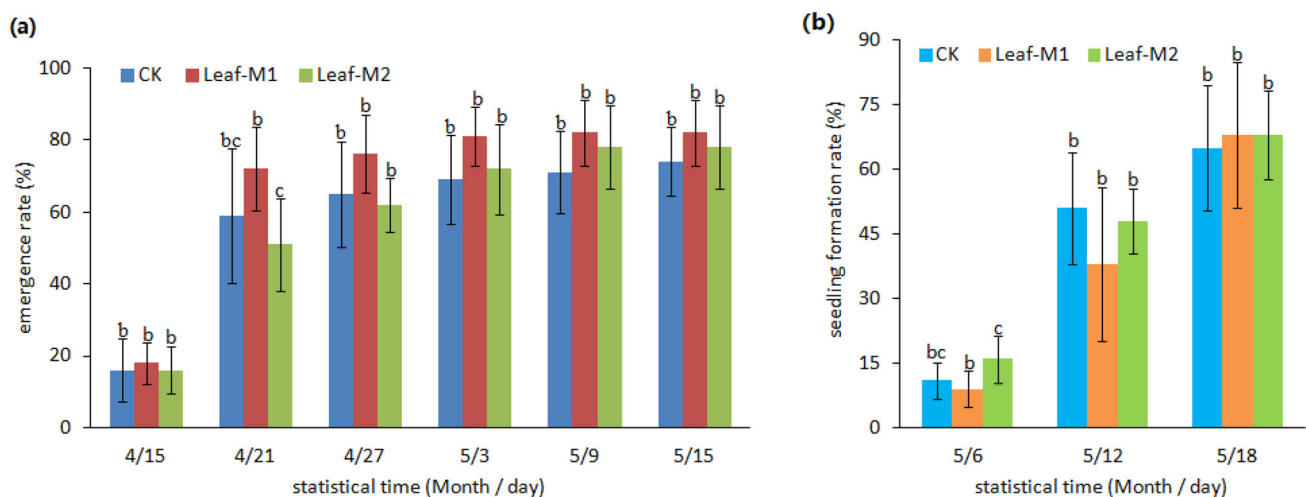 (a)
CK Leaf-M1 Leaf-M2
emergence rate (%)
100
80
60
40
20
0
b b b
bc b c
b b b
b b b
b b b
b b b
4/15 4/21 4/27 5/3 5/9 5/15
statistical time (Month / day)
(b)
CK Leaf-M1 Leaf-M2
seedling formation rate (%)
90
75
60
45
30
15
0
bc b c
b b b
b b b
5/6 5/12 5/18
statistical time (Month / day)